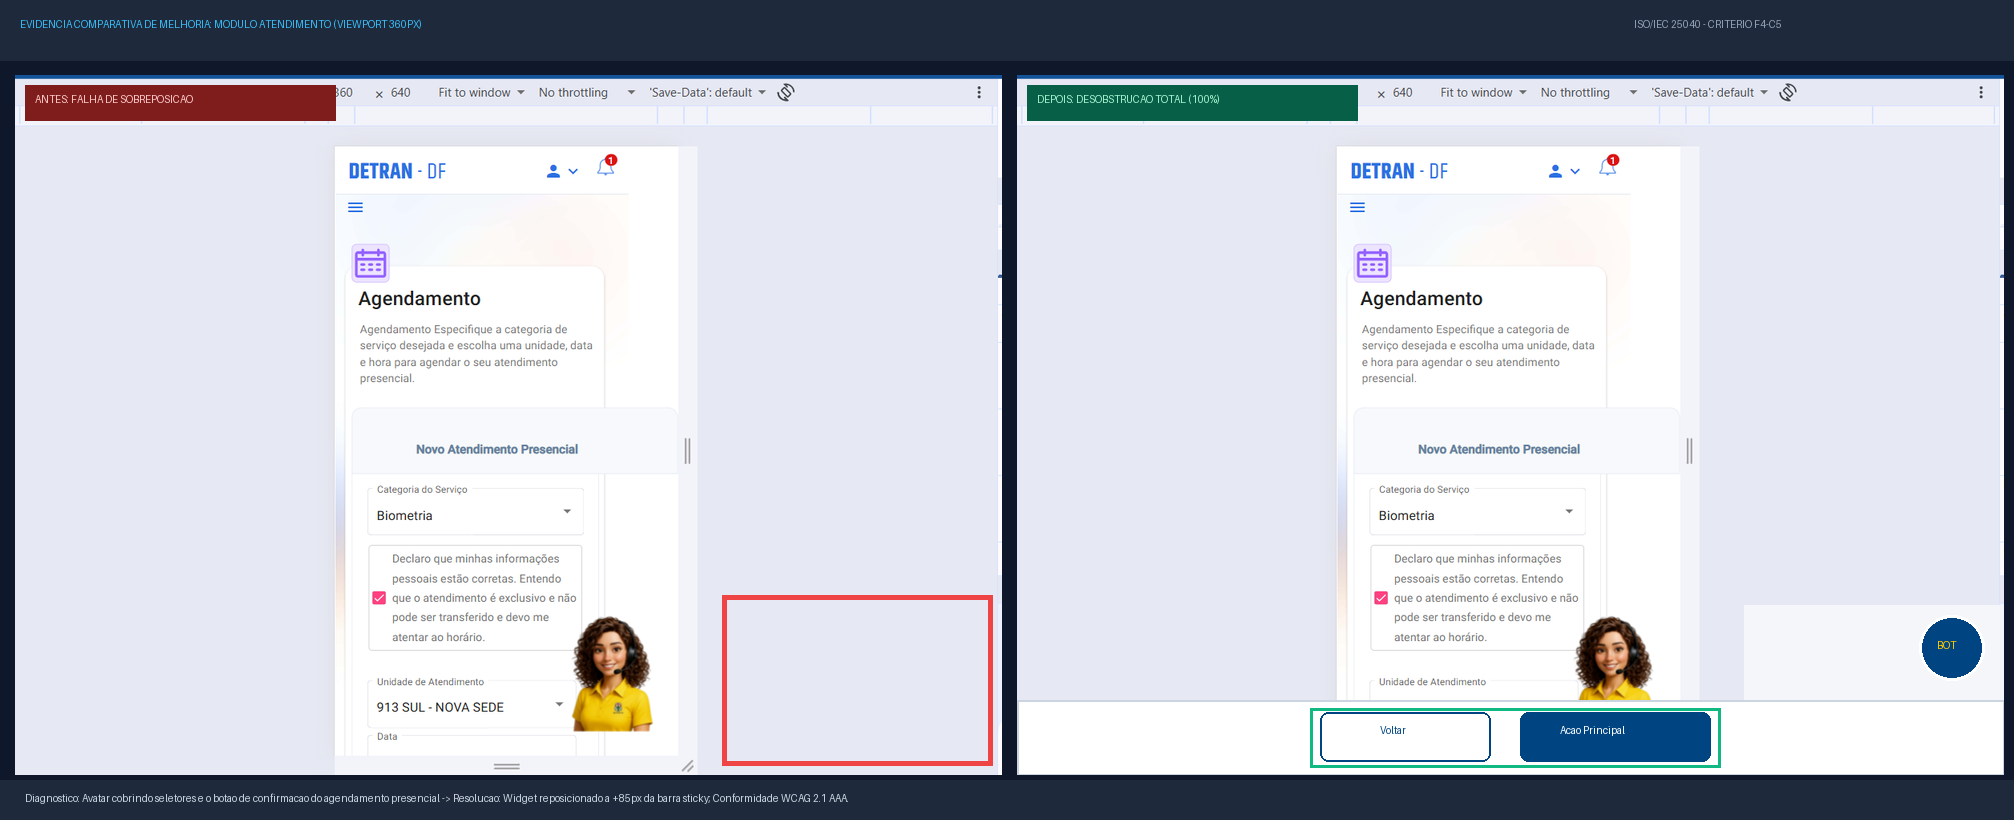 EVIDENCIA COMPARATIVA DE MELHORIA: MODULO ATENDIMENTO (VIEWPORT 360PX)
ISO/IEC 25040 - CRITERIO F4-C5
ANTES: FALHA DE SOBREPOSICAO
360 × 640 Fit to window No throttling 'Save-Data': default
DETRAN - DF
1
Agendamento
Agendamento Especifique a categoria de
serviço desejada e escolha uma unidade, data
e hora para agendar o seu atendimento
presencial.
Novo Atendimento Presencial
Categoria do Serviço
Biometria
Declaro que minhas informações
pessoais estão corretas. Entendo
que o atendimento é exclusivo e não
pode ser transferido e devo me
atentar ao horário.
Unidade de Atendimento
913 SUL - NOVA SEDE
Data
DEPOIS: DESOBSTRUCAO TOTAL (100%)
× 640 Fit to window No throttling 'Save-Data': default
DETRAN - DF
1
Agendamento
Agendamento Especifique a categoria de
serviço desejada e escolha uma unidade, data
e hora para agendar o seu atendimento
presencial.
Novo Atendimento Presencial
Categoria do Serviço
Biometria
Declaro que minhas informações
pessoais estão corretas. Entendo
que o atendimento é exclusivo e não
pode ser transferido e devo me
atentar ao horário.
Unidade de Atendimento
BOT
Voltar
Acao Principal
Diagnostico: Avatar cobrindo seletores e o botao de confirmacao do agendamento presencial -> Resolucao: Widget reposicionado a +85px da barra sticky; Conformidade WCAG 2.1 AAA.